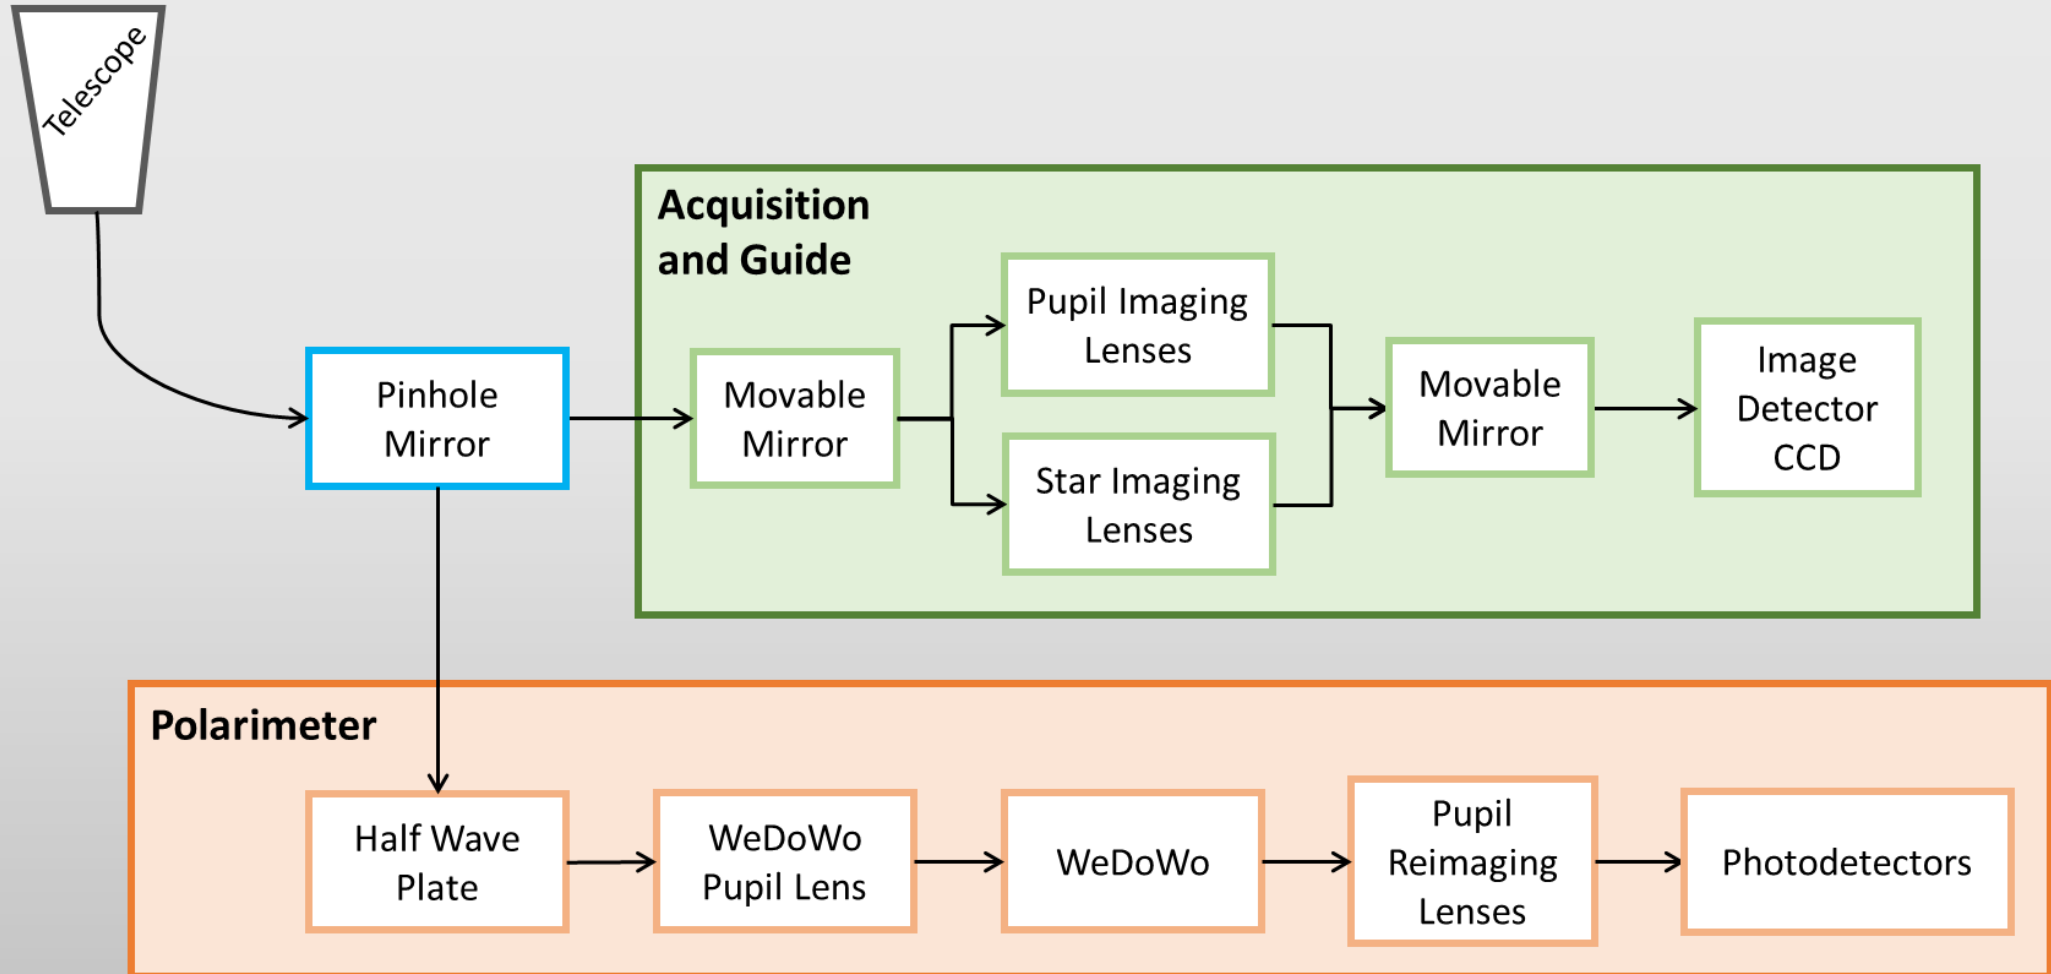 Telescope
Acquisition
and Guide
Pinhole
Mirror
Movable
Mirror
Pupil Imaging
Lenses
Star Imaging
Lenses
Movable
Mirror
Image
Detector
CCD
Polarimeter
Half Wave
Plate
WeDoWo
Pupil Lens
WeDoWo
Pupil
Reimaging
Lenses
Photodetectors